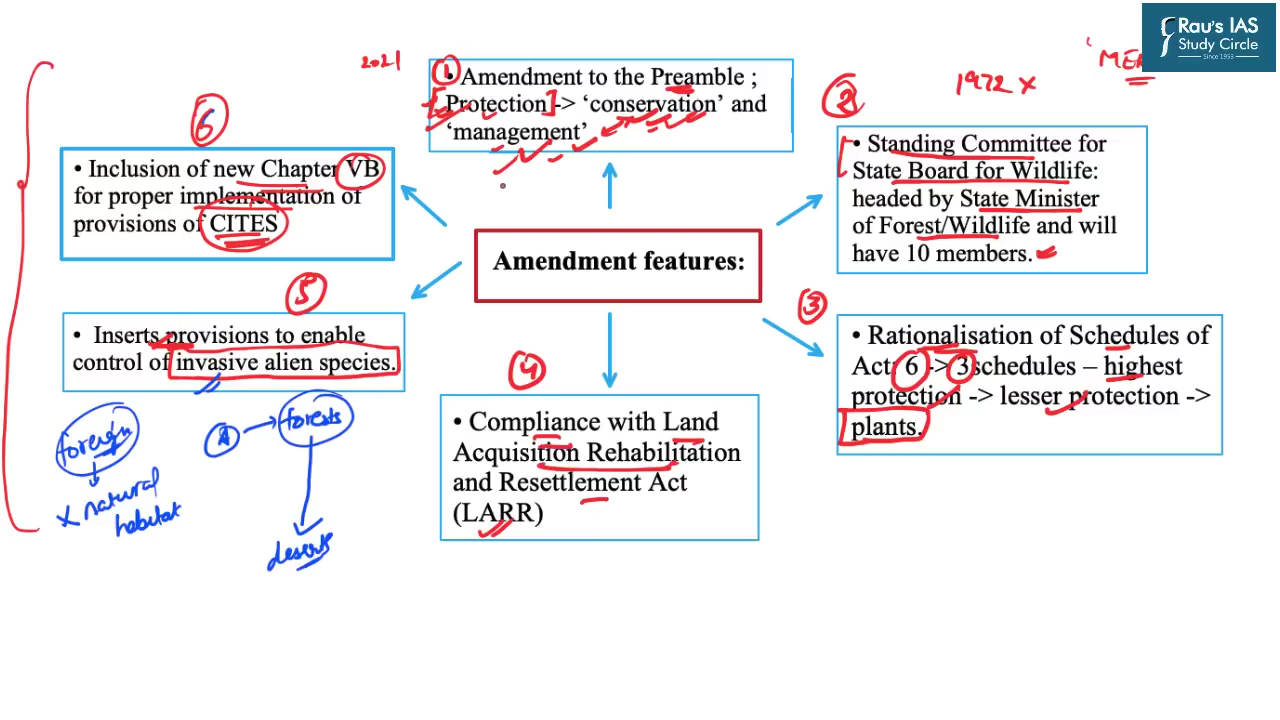 Rau's IAS
Study Circle
Since 1953
2021
1972 x
1
• Amendment to the Preamble ;
[Protection] -> 'conservation' and
'management'
2
• Standing Committee for
State Board for Wildlife:
headed by State Minister
of Forest/Wildlife and will
have 10 members.
6
• Inclusion of new Chapter VB
for proper implementation of
provisions of CITES
Amendment features:
5
• Inserts provisions to enable
control of invasive alien species.
3
• Rationalisation of Schedules of
Act: 6 -> 3 schedules – highest
protection -> lesser protection ->
plants.
4
• Compliance with Land
Acquisition Rehabilitation
and Resettlement Act
(LARR)
foreign
x natural
habitat
A → forests
deserts